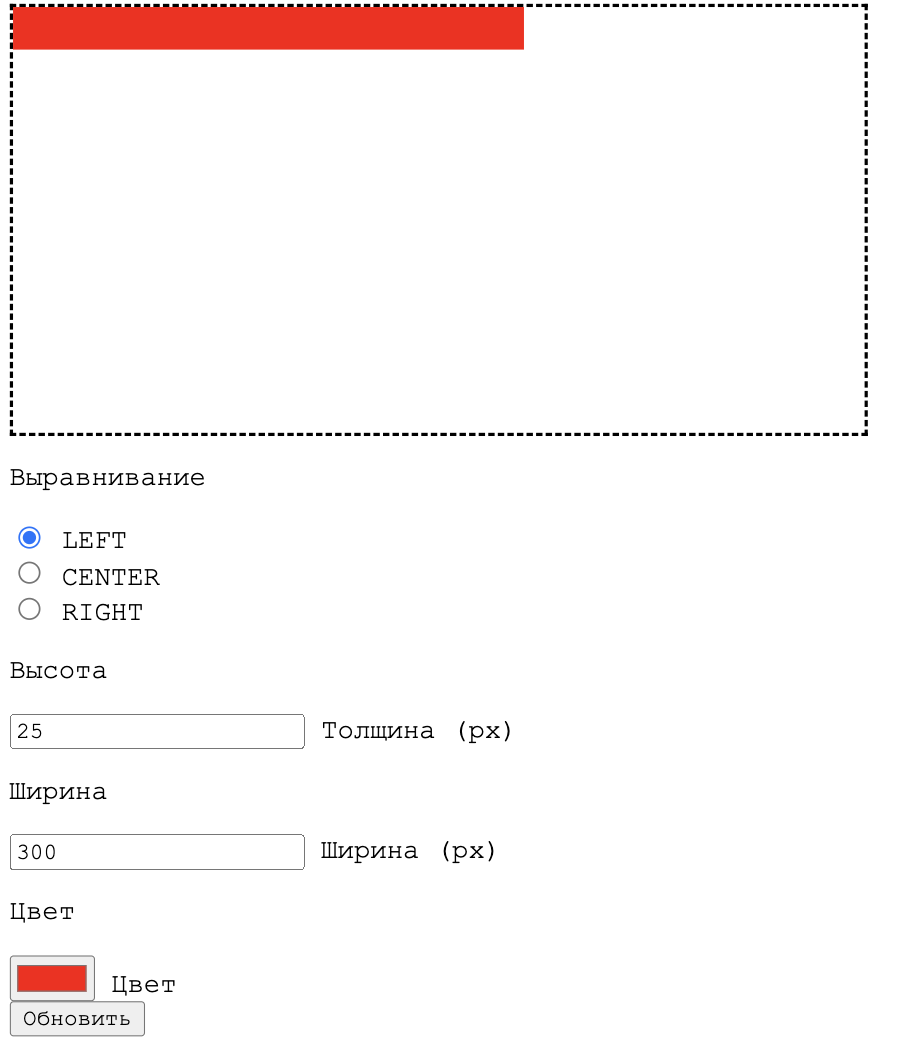 Выравнивание
LEFT
CENTER
RIGHT
Высота
25 Толщина (px)
Ширина
300 Ширина (px)
Цвет
Цвет
Обновить